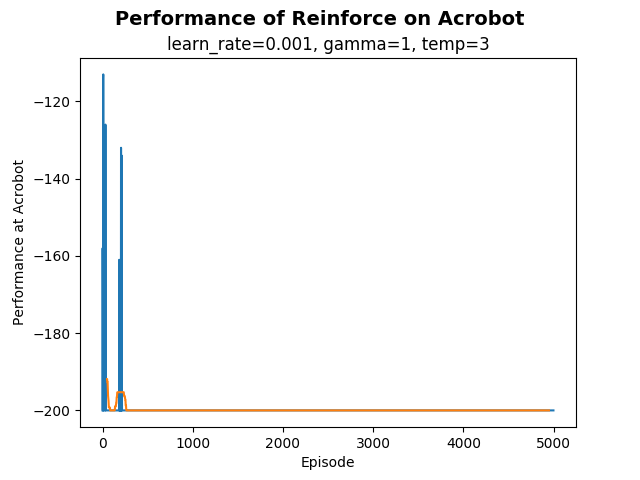 Performance of Reinforce on Acrobot
learn_rate=0.001, gamma=1, temp=3
Performance at Acrobot
−120
−140
−160
−180
−200
0 1000 2000 3000 4000 5000
Episode